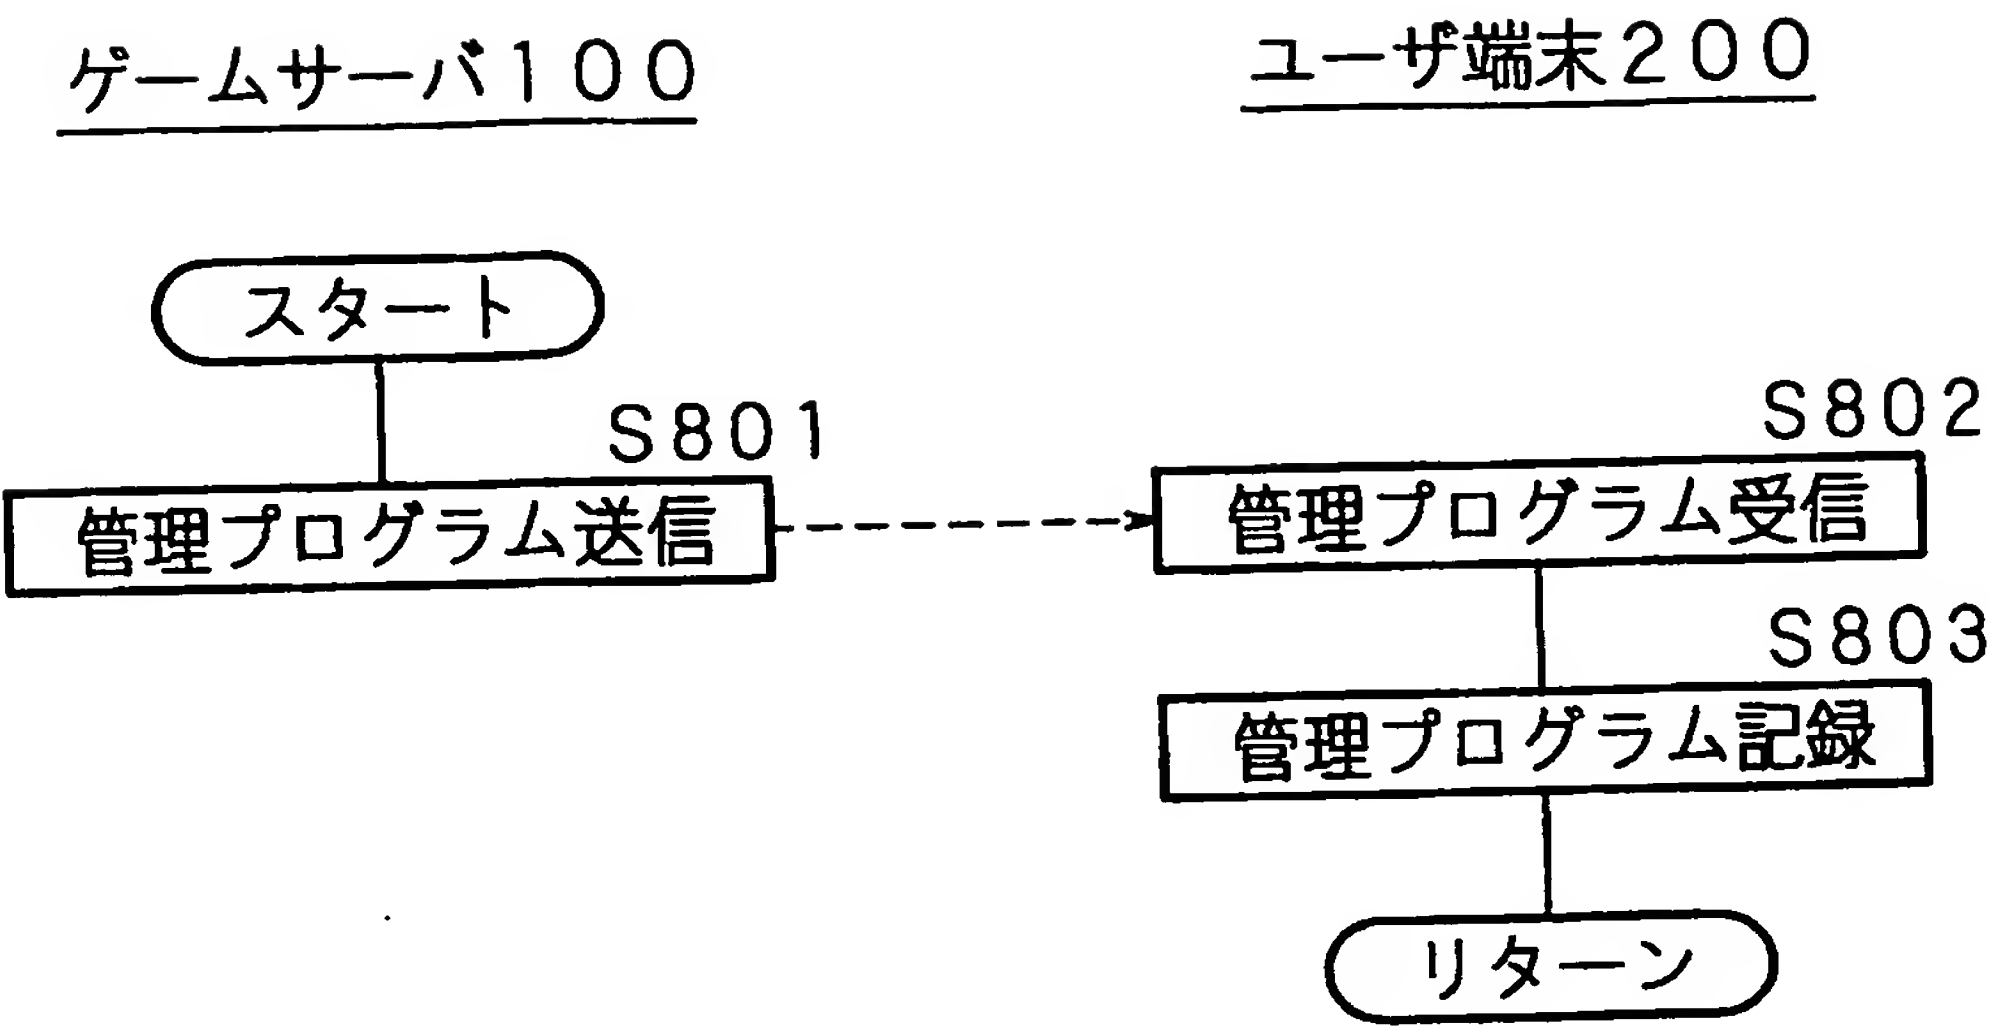 ゲームサーバ100
ユーザ端末200
スタート
S801
管理プログラム送信
S802
管理プログラム受信
S803
管理プログラム記録
リターン